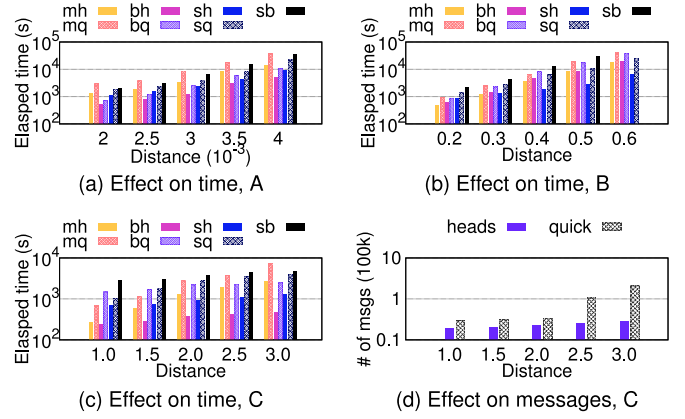 mh bh sh sb
mq bq sq
Elasped time (s)
10^5
10^4
10^3
10^2
2 2.5 3 3.5 4
Distance (10^-3)
(a) Effect on time, A
mh bh sh sb
mq bq sq
Elasped time (s)
10^5
10^4
10^3
10^2
0.2 0.3 0.4 0.5 0.6
Distance
(b) Effect on time, B
mh bh sh sb
mq bq sq
Elasped time (s)
10^4
10^3
10^2
1.0 1.5 2.0 2.5 3.0
Distance
(c) Effect on time, C
heads quick
# of msgs (100k)
10
1
0.1
1.0 1.5 2.0 2.5 3.0
Distance
(d) Effect on messages, C